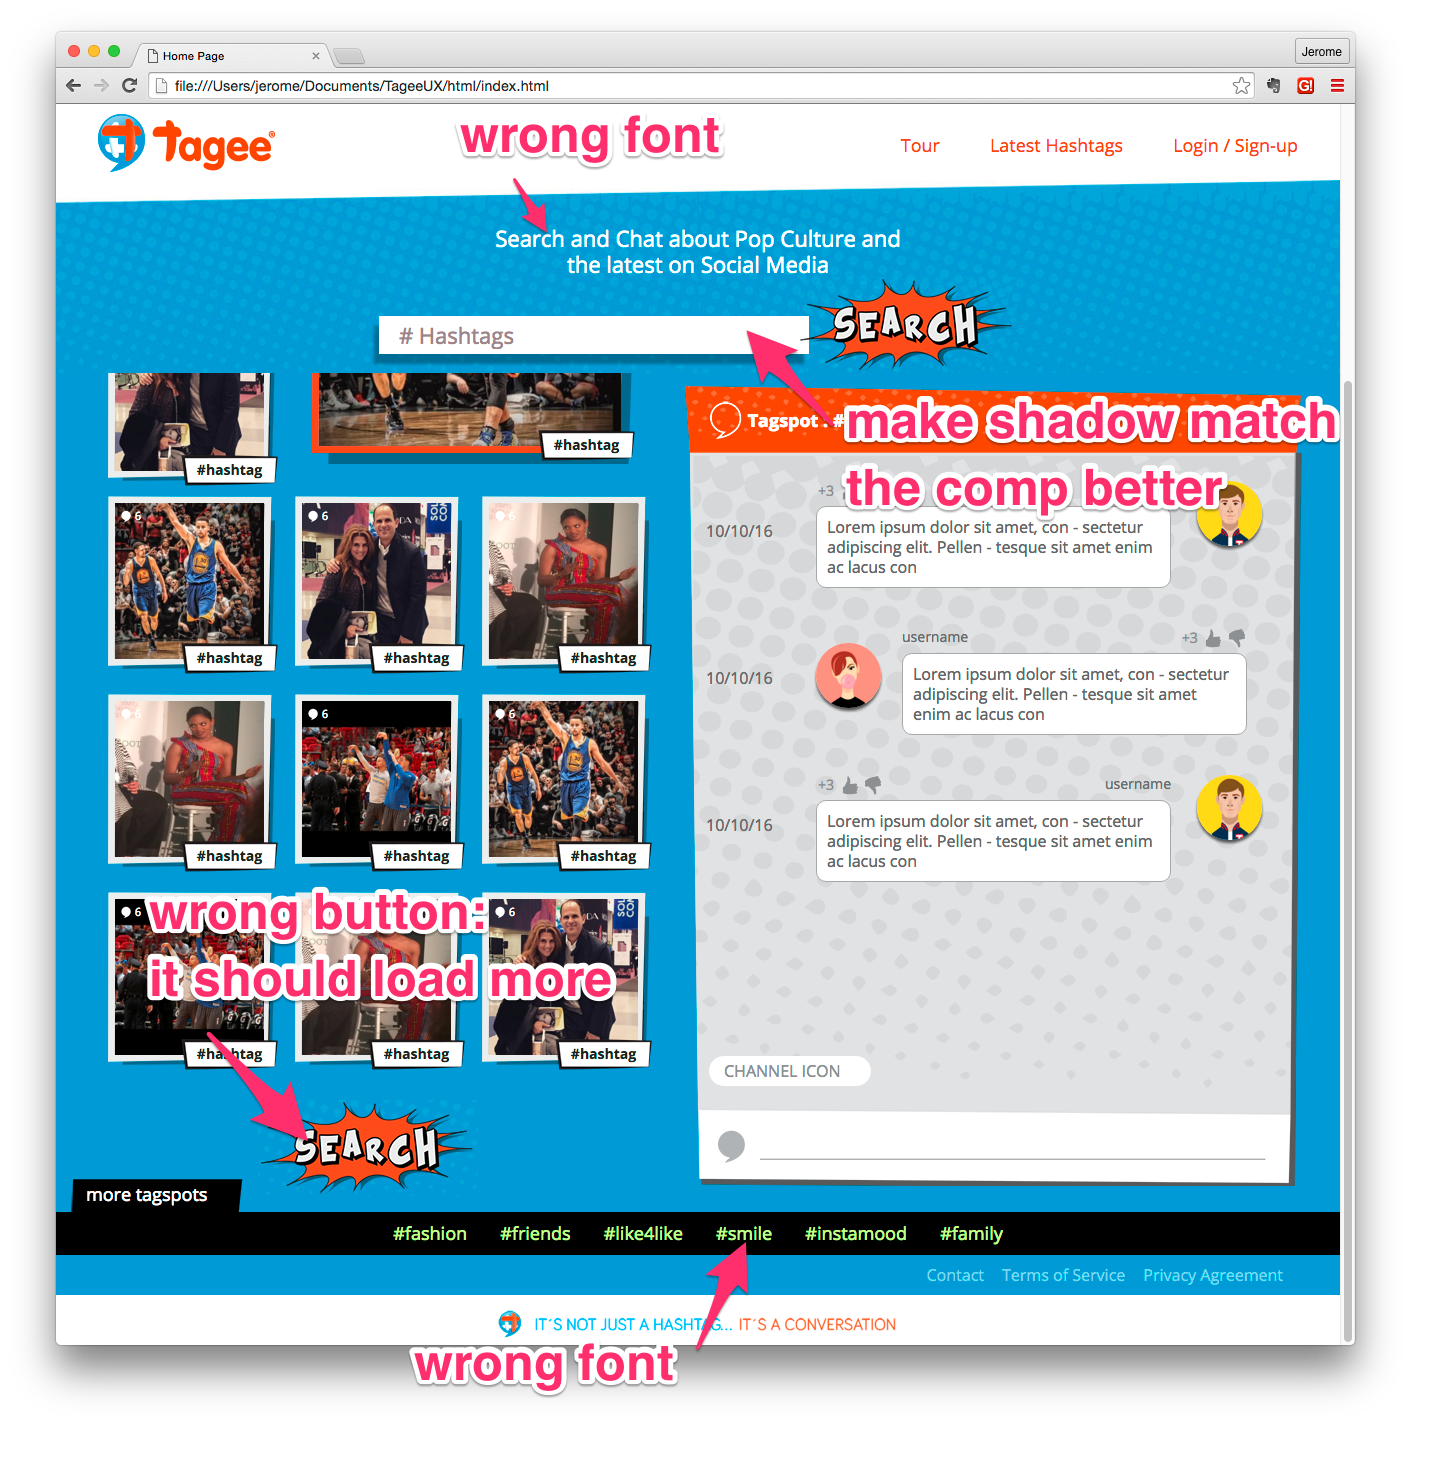 Home Page
Jerome
file:///Users/jerome/Documents/TageeUX/html/index.html
Tagee®
wrong font
Tour
Latest Hashtags
Login / Sign-up
Search and Chat about Pop Culture and
the latest on Social Media
# Hashtags
SEARCH
make shadow match
the comp better
#hashtag
#hashtag
6
6
6
#hashtag
#hashtag
#hashtag
6
6
6
#hashtag
#hashtag
#hashtag
wrong button:
it should load more
6
6
6
#hashtag
#hashtag
#hashtag
SEARCH
Tagspot . #
+3
10/10/16
Lorem ipsum dolor sit amet, con - sectetur
adipiscing elit. Pellen - tesque sit amet enim
ac lacus con
username
+3
10/10/16
Lorem ipsum dolor sit amet, con - sectetur
adipiscing elit. Pellen - tesque sit amet
enim ac lacus con
+3
username
10/10/16
Lorem ipsum dolor sit amet, con - sectetur
adipiscing elit. Pellen - tesque sit amet enim
ac lacus con
CHANNEL ICON
more tagspots
#fashion
#friends
#like4like
#smile
#instamood
#family
Contact
Terms of Service
Privacy Agreement
IT´S NOT JUST A HASHTAG... IT´S A CONVERSATION
wrong font